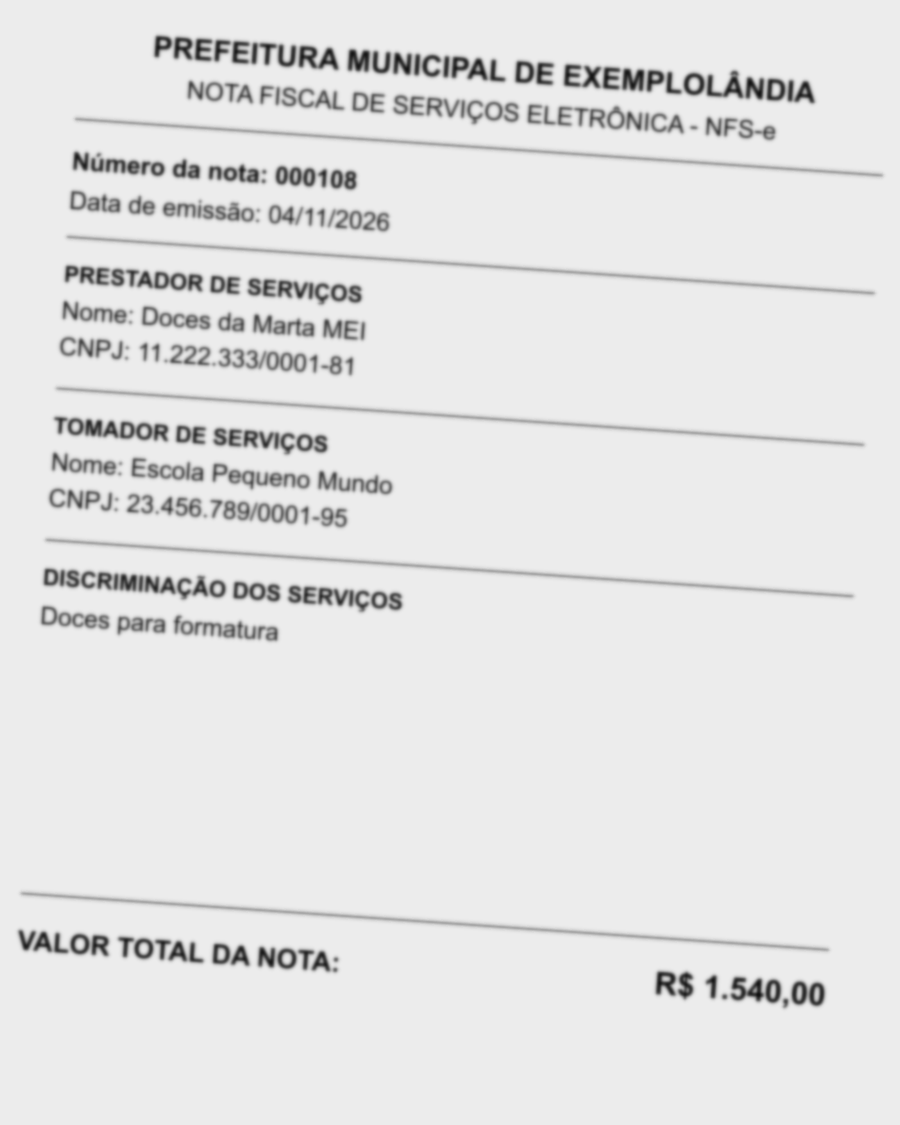 PREFEITURA MUNICIPAL DE EXEMPLOLÂNDIA
NOTA FISCAL DE SERVIÇOS ELETRÔNICA - NFS-e
Número da nota: 000108
Data de emissão: 04/11/2026
PRESTADOR DE SERVIÇOS
Nome: Doces da Marta MEI
CNPJ: 11.222.333/0001-81
TOMADOR DE SERVIÇOS
Nome: Escola Pequeno Mundo
CNPJ: 23.456.789/0001-95
DISCRIMINAÇÃO DOS SERVIÇOS
Doces para formatura
VALOR TOTAL DA NOTA:
R$ 1.540,00